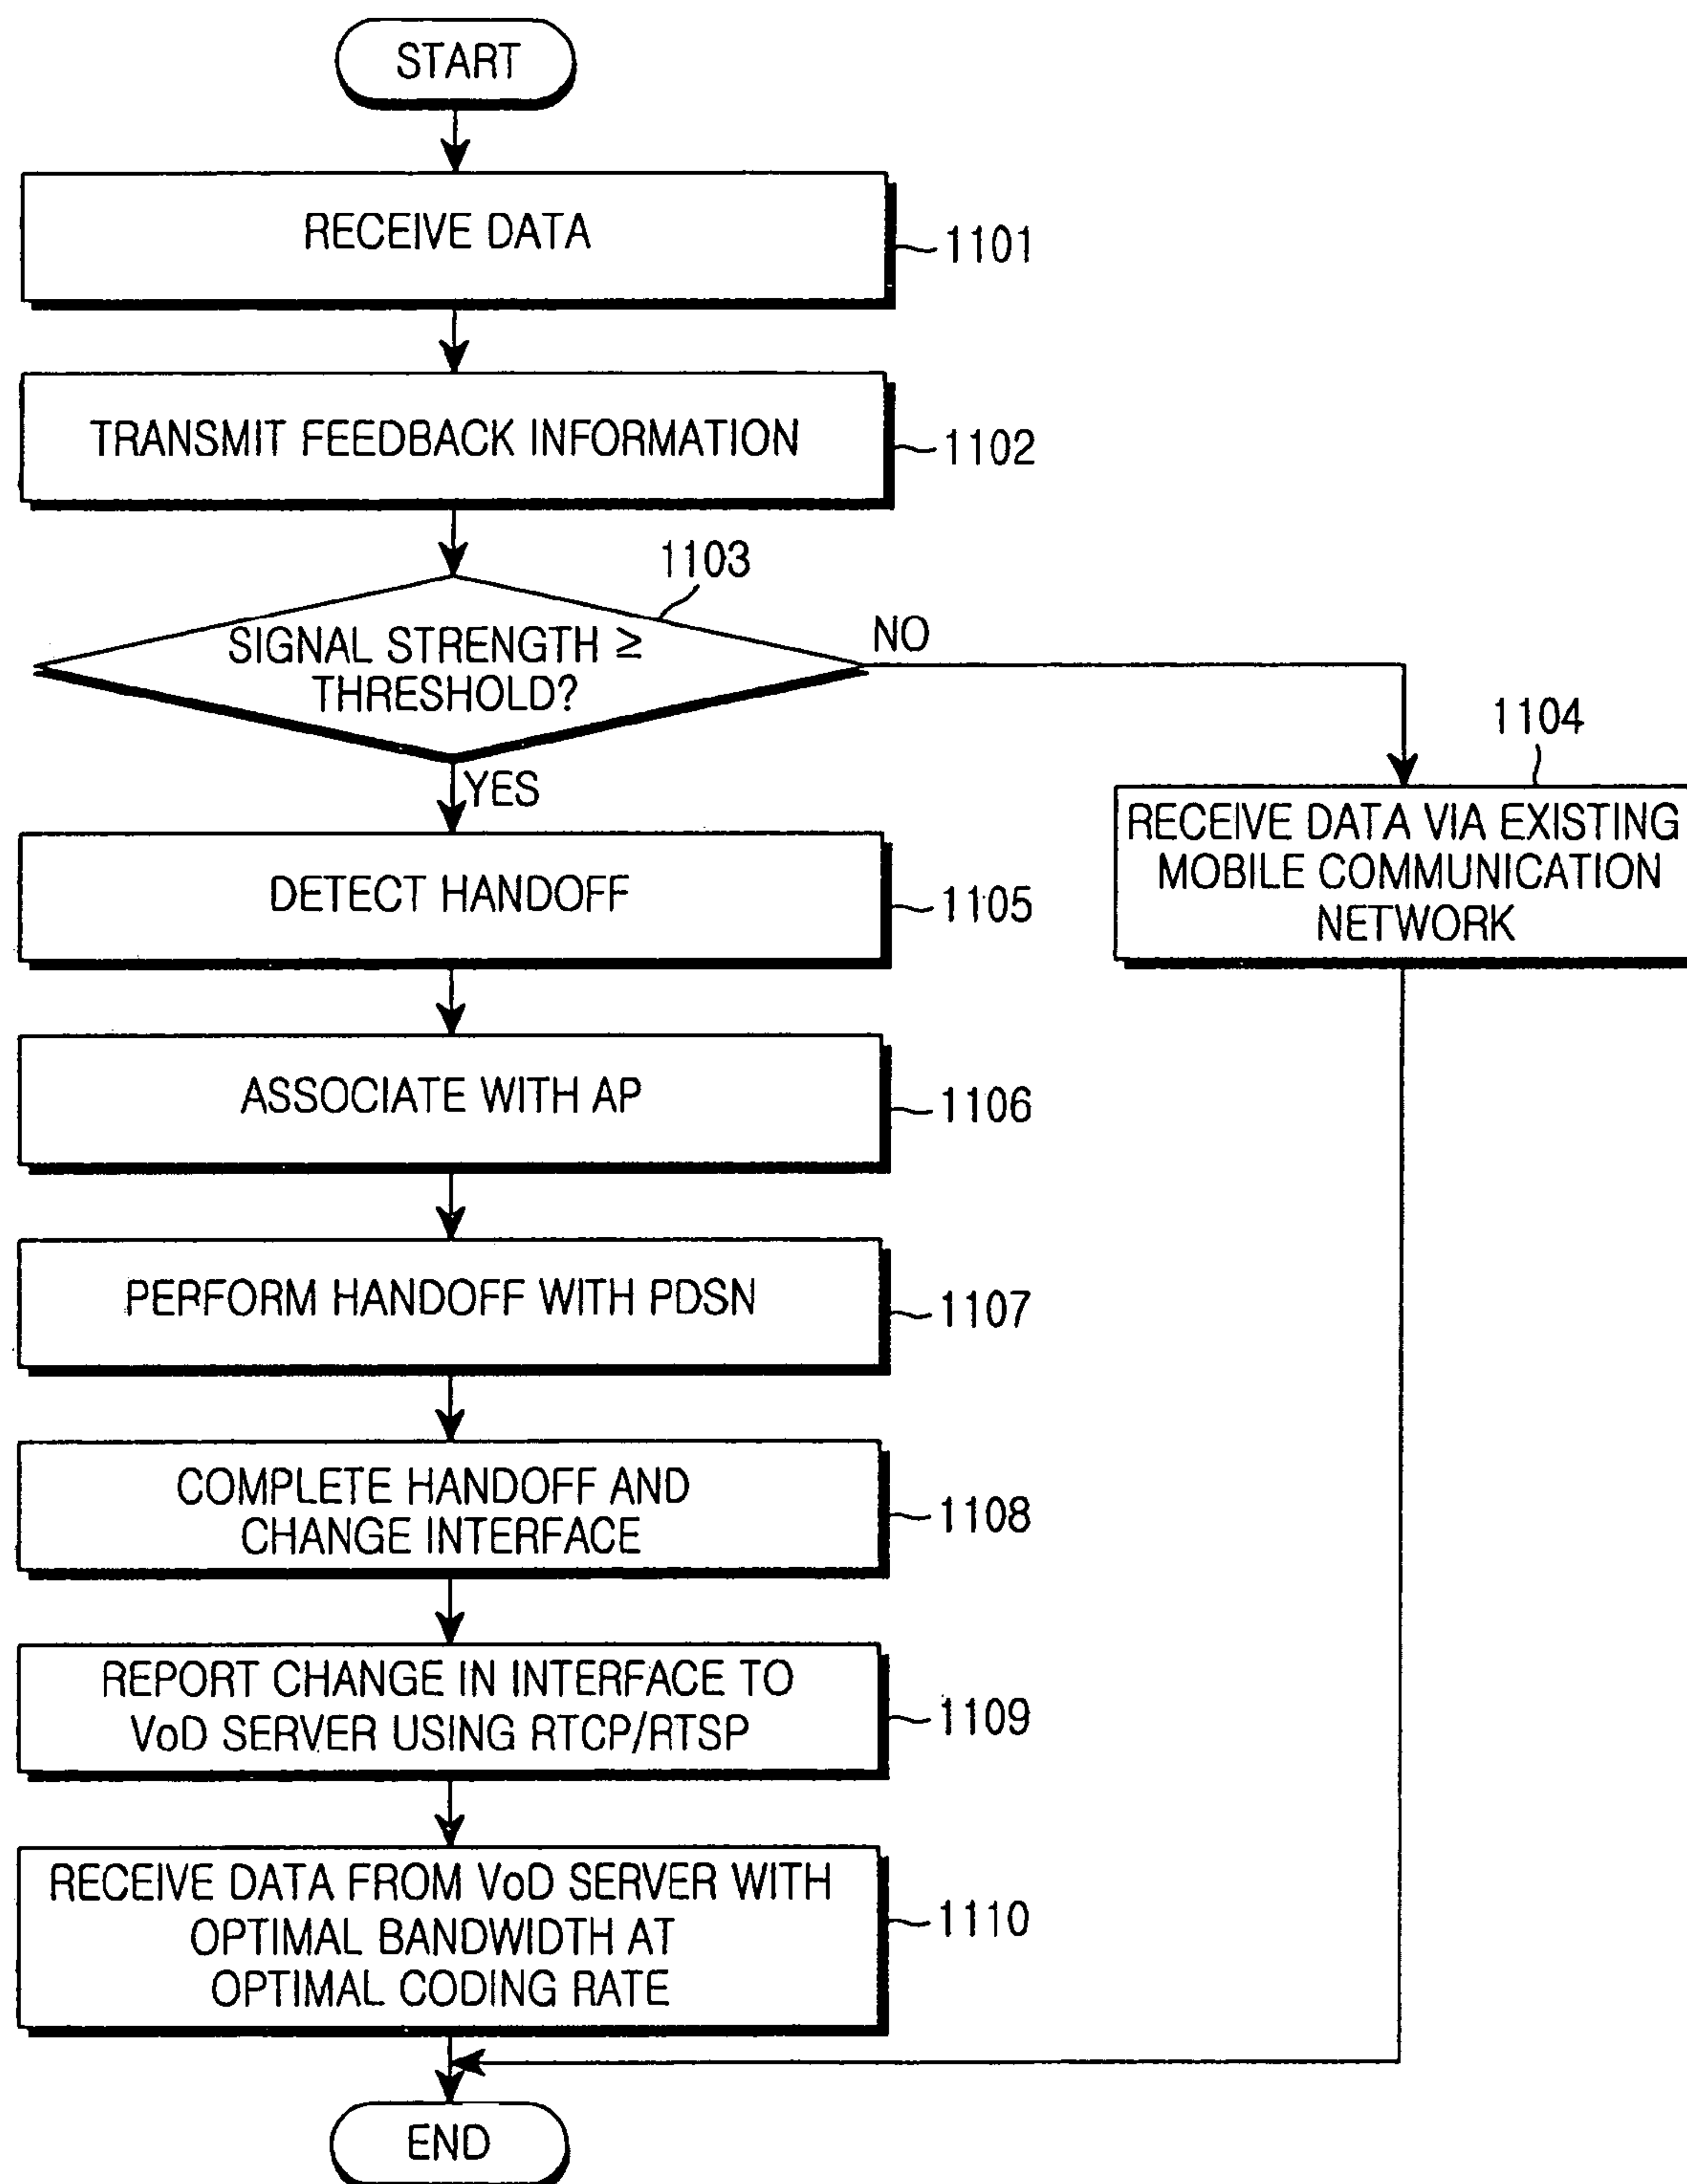 START
RECEIVE DATA
1101
TRANSMIT FEEDBACK INFORMATION
1102
1103
SIGNAL STRENGTH ≥
THRESHOLD?
NO
YES
1104
RECEIVE DATA VIA EXISTING
MOBILE COMMUNICATION
NETWORK
DETECT HANDOFF
1105
ASSOCIATE WITH AP
1106
PERFORM HANDOFF WITH PDSN
1107
COMPLETE HANDOFF AND
CHANGE INTERFACE
1108
REPORT CHANGE IN INTERFACE TO
VoD SERVER USING RTCP/RTSP
1109
RECEIVE DATA FROM VoD SERVER WITH
OPTIMAL BANDWIDTH AT
OPTIMAL CODING RATE
1110
END